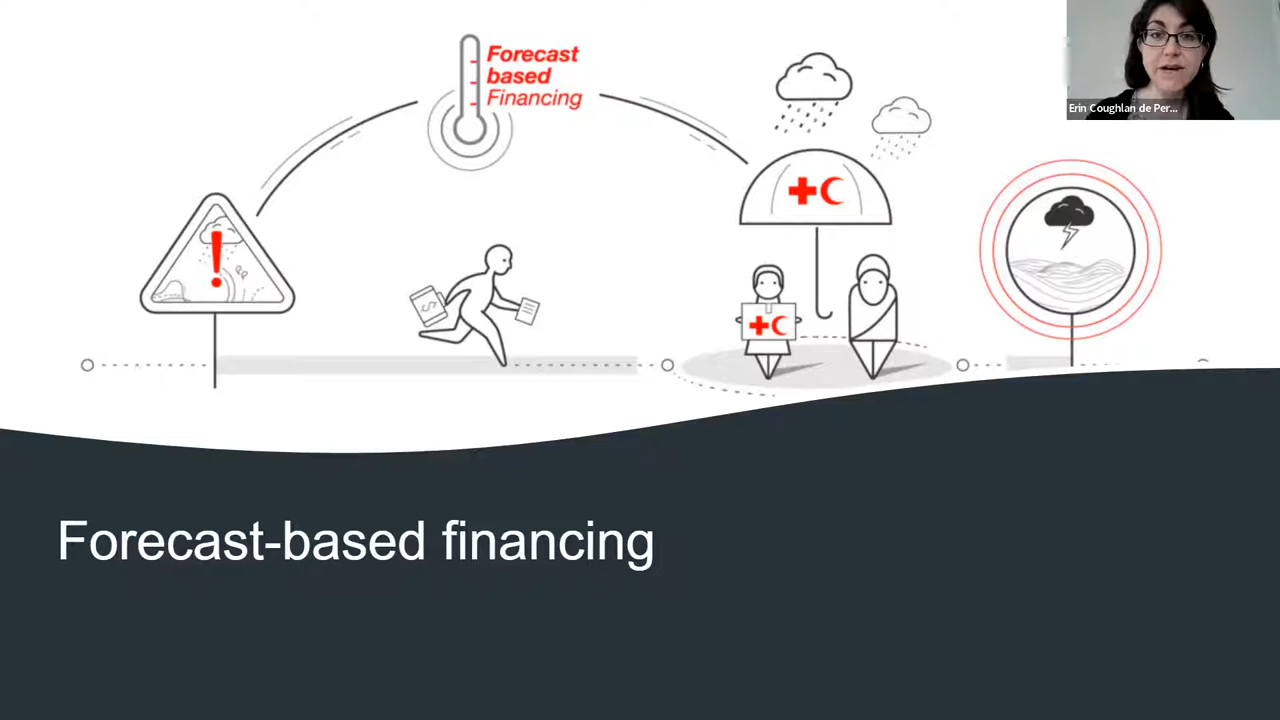 Forecast
based
Financing
Erin Coughlan de Per...
Forecast-based financing